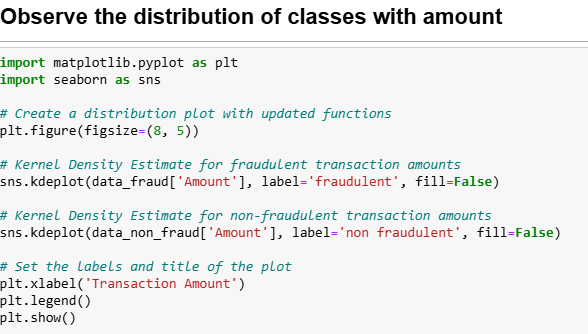 Observe the distribution of classes with amount
import matplotlib.pyplot as plt
import seaborn as sns
# Create a distribution plot with updated functions
plt.figure(figsize=(8, 5))
# Kernel Density Estimate for fraudulent transaction amounts
sns.kdeplot(data_fraud['Amount'], label='fraudulent', fill=False)
# Kernel Density Estimate for non-fraudulent transaction amounts
sns.kdeplot(data_non_fraud['Amount'], label='non fraudulent', fill=False)
# Set the labels and title of the plot
plt.xlabel('Transaction Amount')
plt.legend()
plt.show()